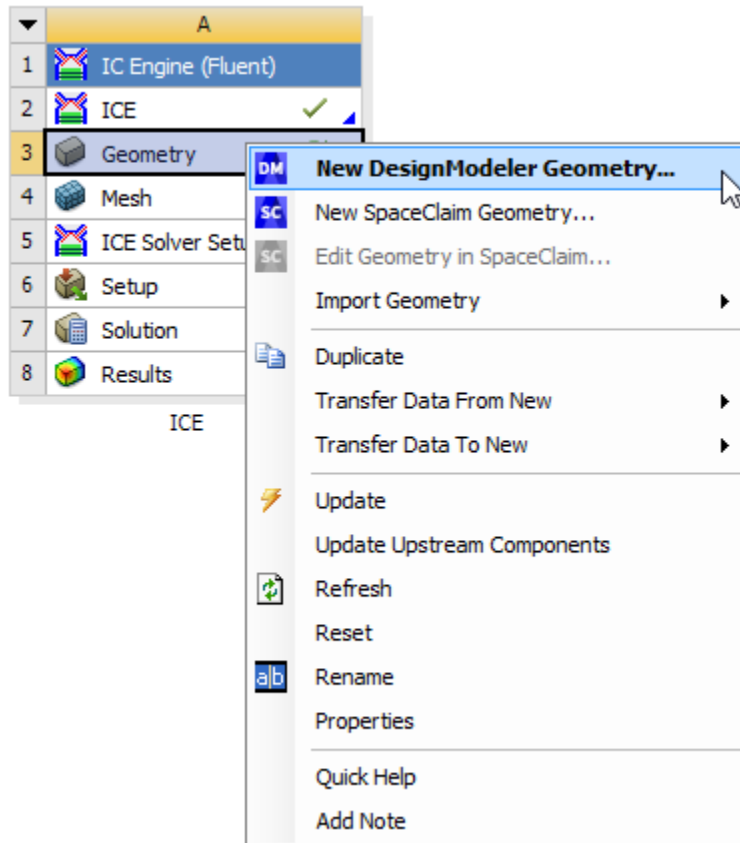 A
1 IC Engine (Fluent)
2 ICE
3 Geometry
4 Mesh
5 ICE Solver Setu
6 Setup
7 Solution
8 Results
ICE
DM New DesignModeler Geometry...
SC New SpaceClaim Geometry...
SC Edit Geometry in SpaceClaim...
Import Geometry
Duplicate
Transfer Data From New
Transfer Data To New
Update
Update Upstream Components
Refresh
Reset
a|b Rename
Properties
Quick Help
Add Note